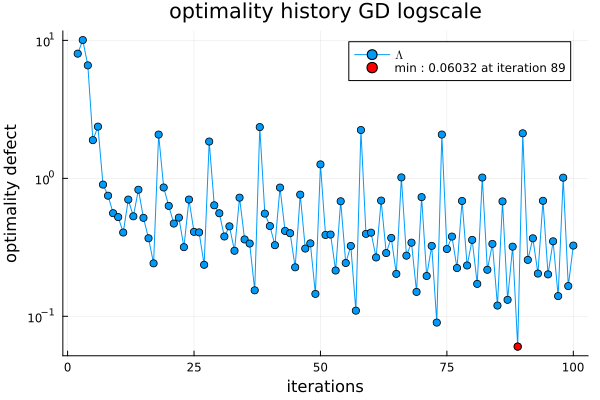 optimality history GD logscale
Λ
min : 0.06032 at iteration 89
optimality defect
10¹
10⁰
10⁻¹
0 25 50 75 100
iterations